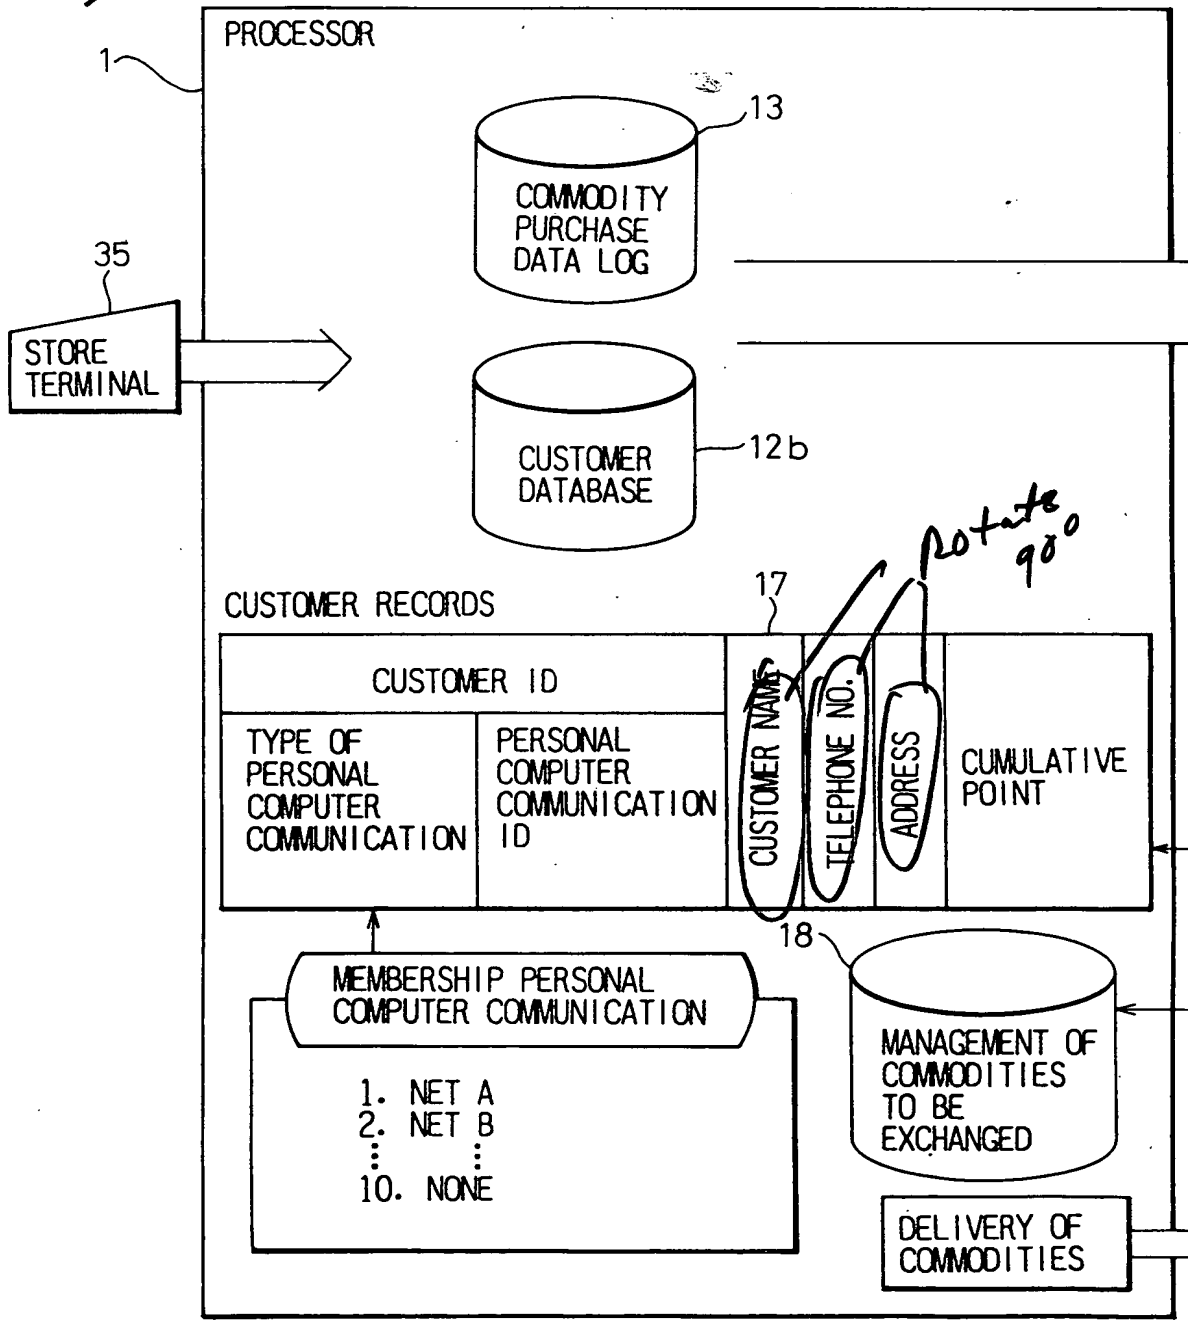 PROCESSOR
1
13
COMMODITY
PURCHASE
DATA LOG
35
STORE
TERMINAL
12b
CUSTOMER
DATABASE
Rotate
90°
17
CUSTOMER RECORDS
CUSTOMER ID
TYPE OF
PERSONAL
COMPUTER
COMMUNICATION
PERSONAL
COMPUTER
COMMUNICATION
ID
CUSTOMER NAME
TELEPHONE NO.
ADDRESS
CUMULATIVE
POINT
18
MEMBERSHIP PERSONAL
COMPUTER COMMUNICATION
1. NET A
2. NET B
⋮ ⋮
10. NONE
MANAGEMENT OF
COMMODITIES
TO BE
EXCHANGED
DELIVERY OF
COMMODITIES